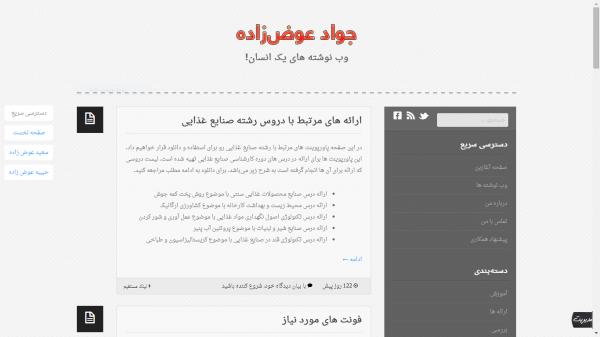 جواد عوض‌زاده
وب نوشته های یک انسان!
دسترسی سریع
صفحه نخست
سعید عوض زاده
حبیبه عوض زاده
ارائه های مرتبط با دروس رشته صنایع غذایی
در این صفحه پاورپوینت های مرتبط با رشته صنایع غذایی رو برای استفاده و دانلود قرار خواهیم داد.
این پاورپوینت ها برای ارائه در درس های دوره کارشناسی صنایع غذایی تهیه شده است. لیست دروسی
که ارائه برای آن ها انجام گرفته است به شرح زیر می‌باشد، برای دانلود به ادامه مطلب مراجعه کنید.
ارائه درس صنایع محصولات غذایی سنتی با موضوع روش پخت کمه جوش
ارائه درس محیط زیست و بهداشت کارخانه با موضوع کشاورزی ارگانیک
ارائه درس تکنولوژی اصول نگهداری مواد غذایی با موضوع عمل آوری و شور کردن
ارائه درس صنایع شیر و لبنیات با موضوع پروتئین آب پنیر
ارائه درس تکنولوژی قند در صنایع غذایی با موضوع کریستالیزاسیون و طباخی
ادامه ←
122 روز پیش
با بیان دیدگاه خود، شروع کننده باشید
لینک مستقیم
فونت های مورد نیاز
دسترسی سریع
صفحه آغازین
وب نوشته ها
درباره من
تماس با من
پیشنهاد همکاری
دسته‌بندی
آموزش
ارائه ها
بررسی
مدیریت